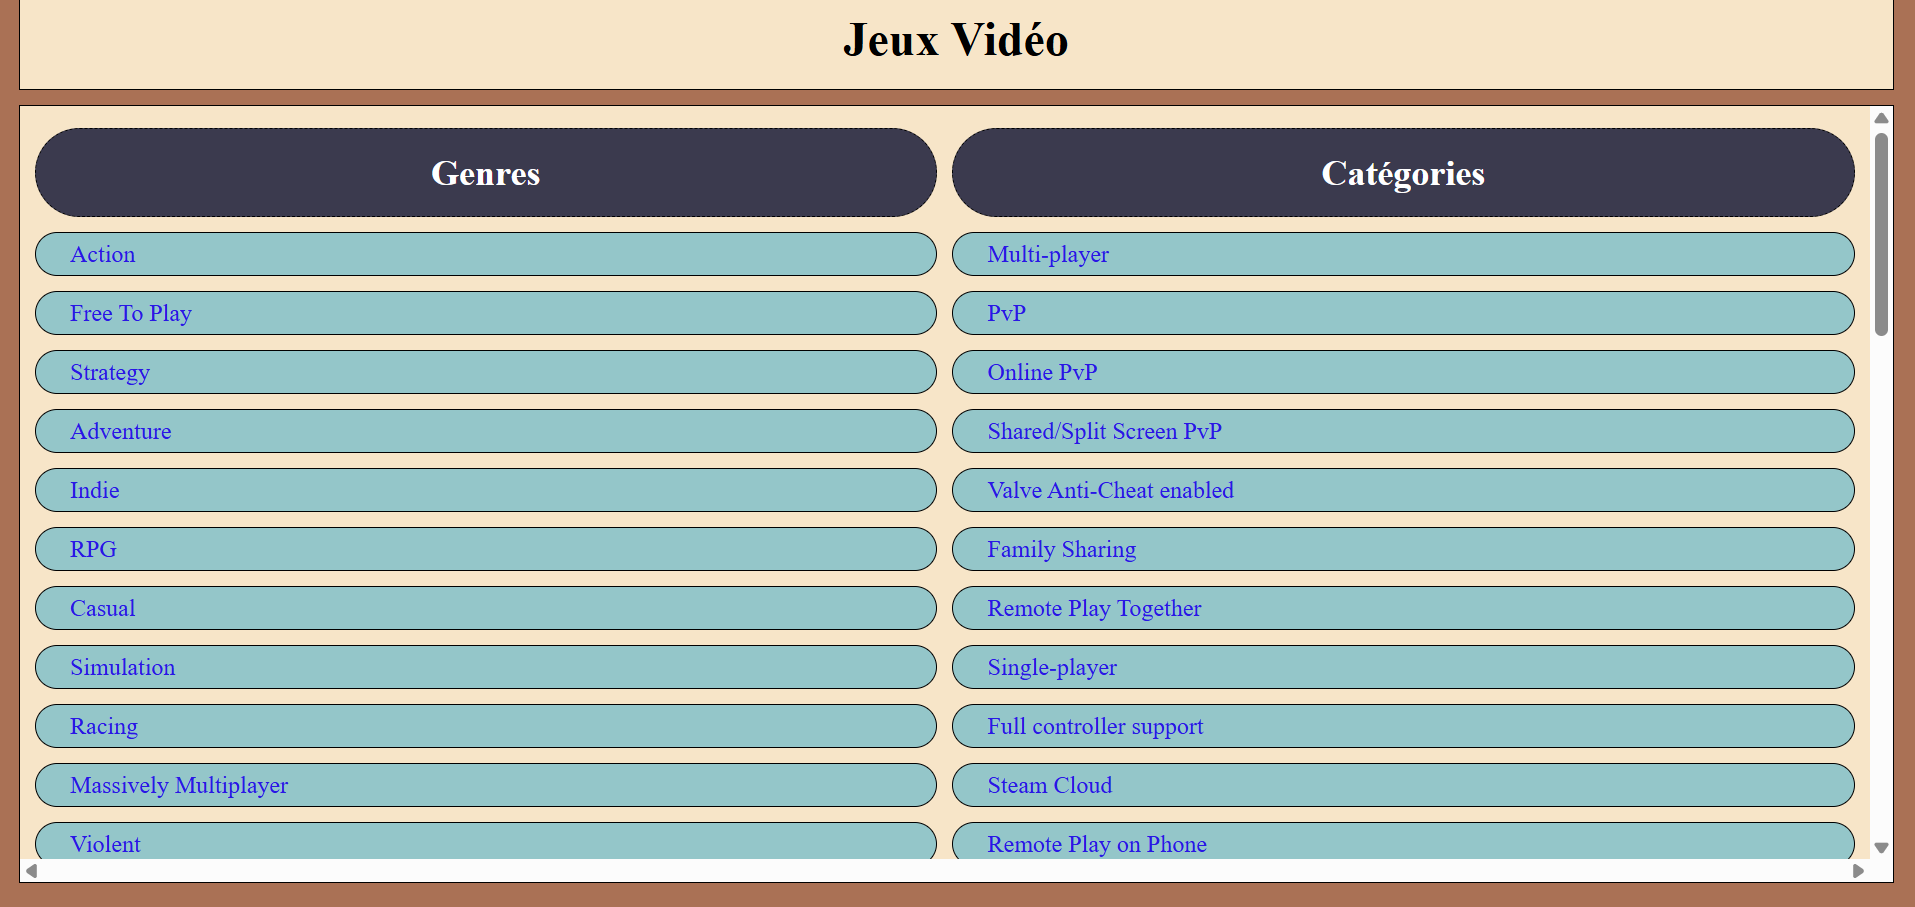 Jeux Vidéo
Genres
Catégories
Action
Multi-player
Free To Play
PvP
Strategy
Online PvP
Adventure
Shared/Split Screen PvP
Indie
Valve Anti-Cheat enabled
RPG
Family Sharing
Casual
Remote Play Together
Simulation
Single-player
Racing
Full controller support
Massively Multiplayer
Steam Cloud
Violent
Remote Play on Phone